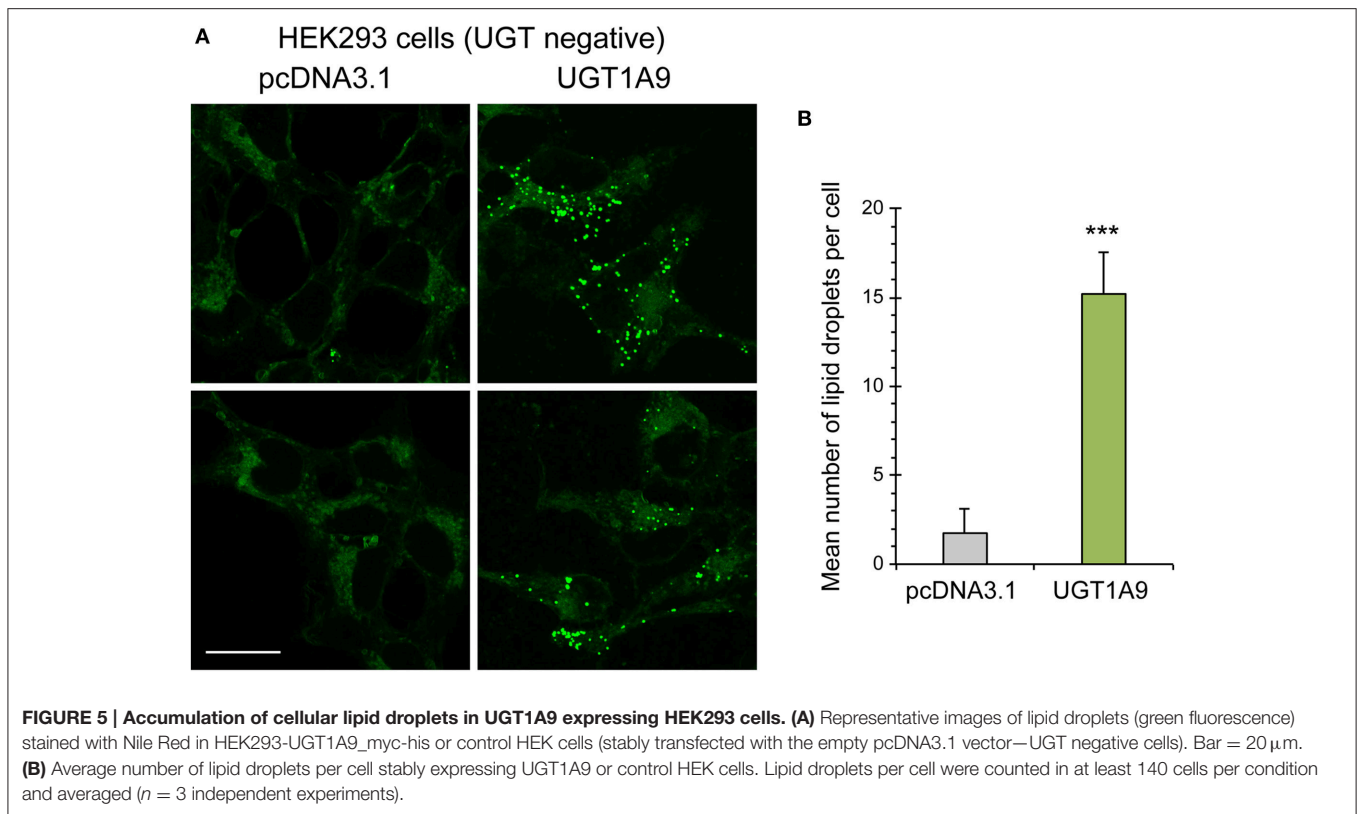 A
HEK293 cells (UGT negative)
pcDNA3.1
UGT1A9
B
Mean number of lipid droplets per cell
20
15
10
5
0
***
pcDNA3.1
UGT1A9
FIGURE 5 | Accumulation of cellular lipid droplets in UGT1A9 expressing HEK293 cells. (A) Representative images of lipid droplets (green fluorescence)
stained with Nile Red in HEK293-UGT1A9_myc-his or control HEK cells (stably transfected with the empty pcDNA3.1 vector—UGT negative cells). Bar = 20 μm.
(B) Average number of lipid droplets per cell stably expressing UGT1A9 or control HEK cells. Lipid droplets per cell were counted in at least 140 cells per condition
and averaged (n = 3 independent experiments).